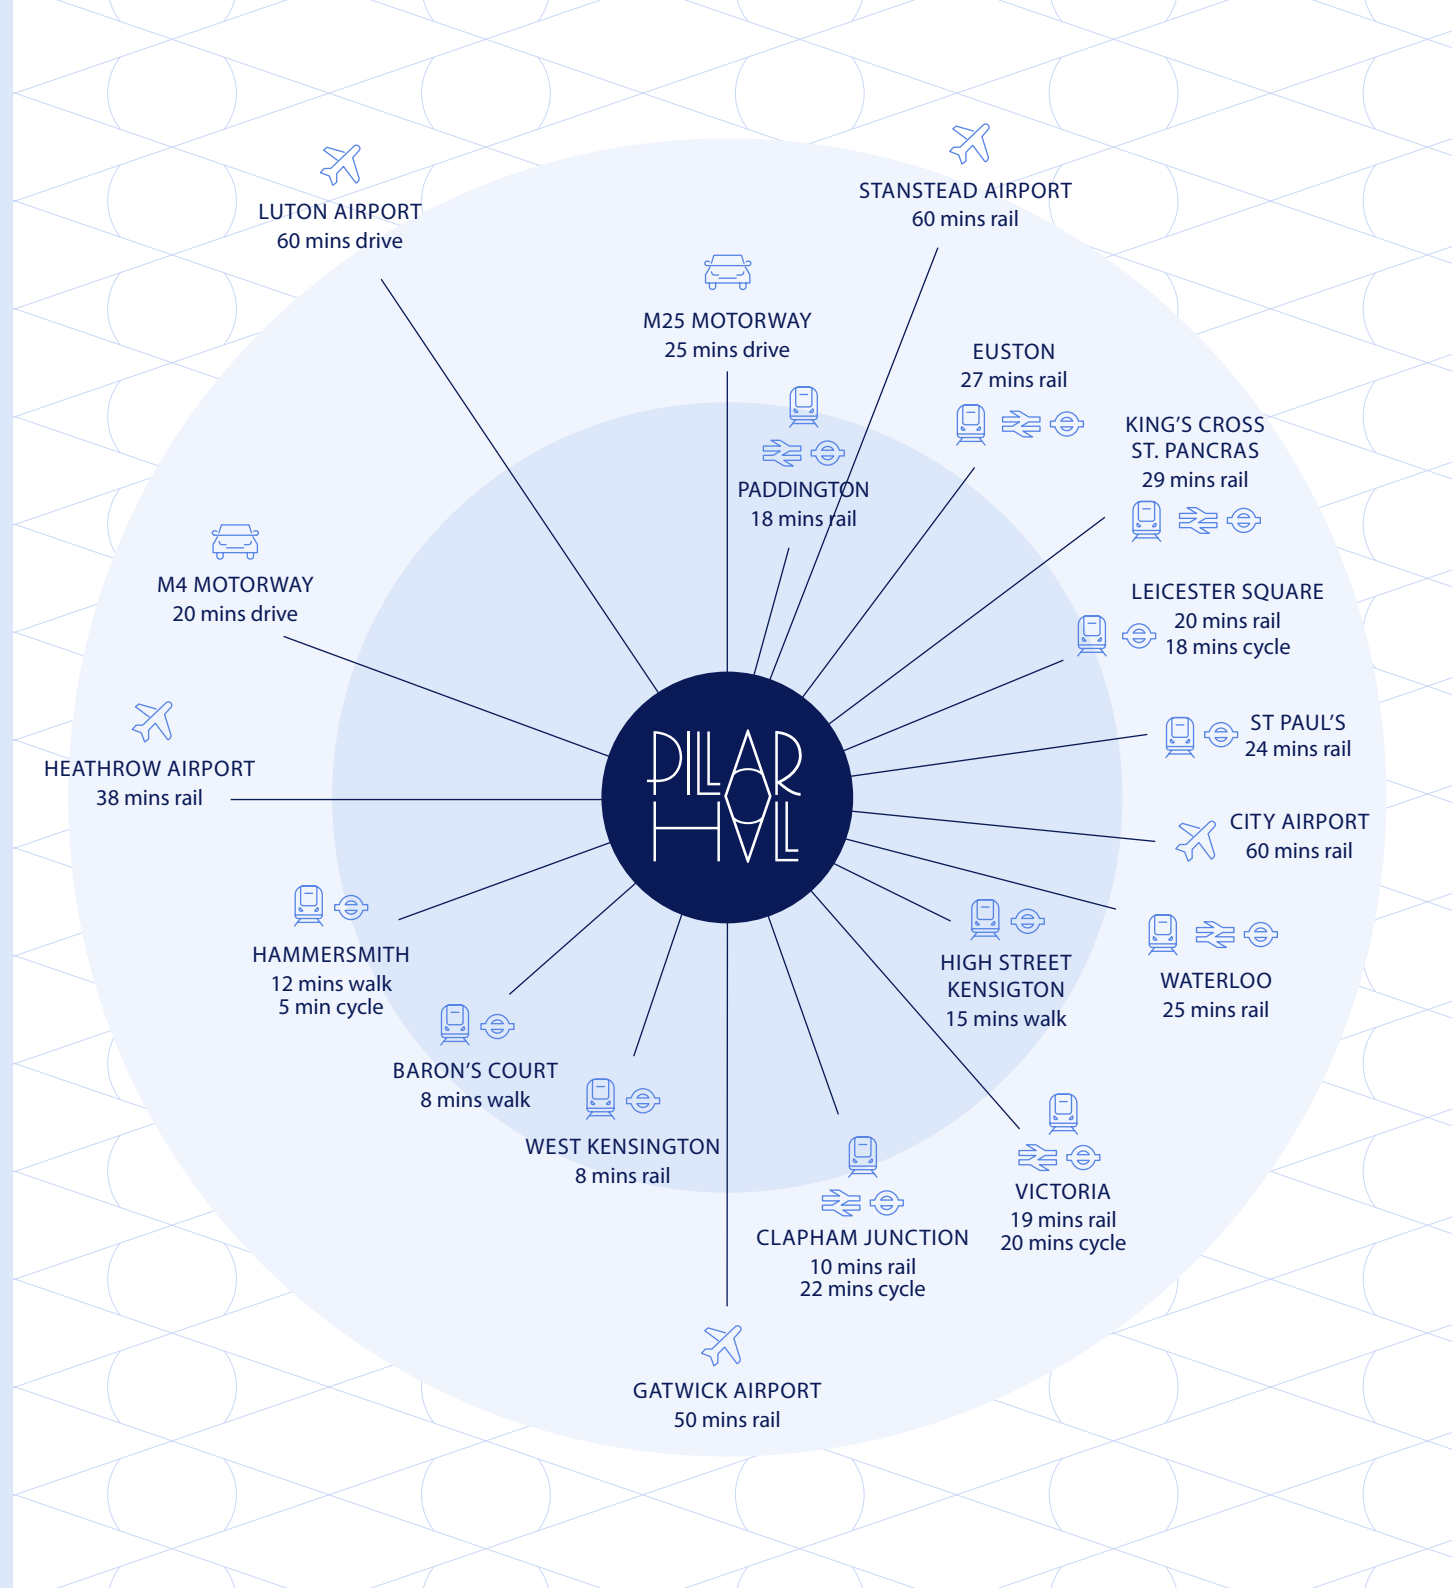 STANSTEAD AIRPORT
60 mins rail
LUTON AIRPORT
60 mins drive
M25 MOTORWAY
25 mins drive
EUSTON
27 mins rail
KING’S CROSS
ST. PANCRAS
29 mins rail
PADDINGTON
18 mins rail
M4 MOTORWAY
20 mins drive
LEICESTER SQUARE
20 mins rail
18 mins cycle
ST PAUL’S
24 mins rail
HEATHROW AIRPORT
38 mins rail
PILLAR
HALL
CITY AIRPORT
60 mins rail
HAMMERSMITH
12 mins walk
5 min cycle
HIGH STREET
KENSIGTON
15 mins walk
WATERLOO
25 mins rail
BARON’S COURT
8 mins walk
WEST KENSINGTON
8 mins rail
VICTORIA
19 mins rail
20 mins cycle
CLAPHAM JUNCTION
10 mins rail
22 mins cycle
GATWICK AIRPORT
50 mins rail